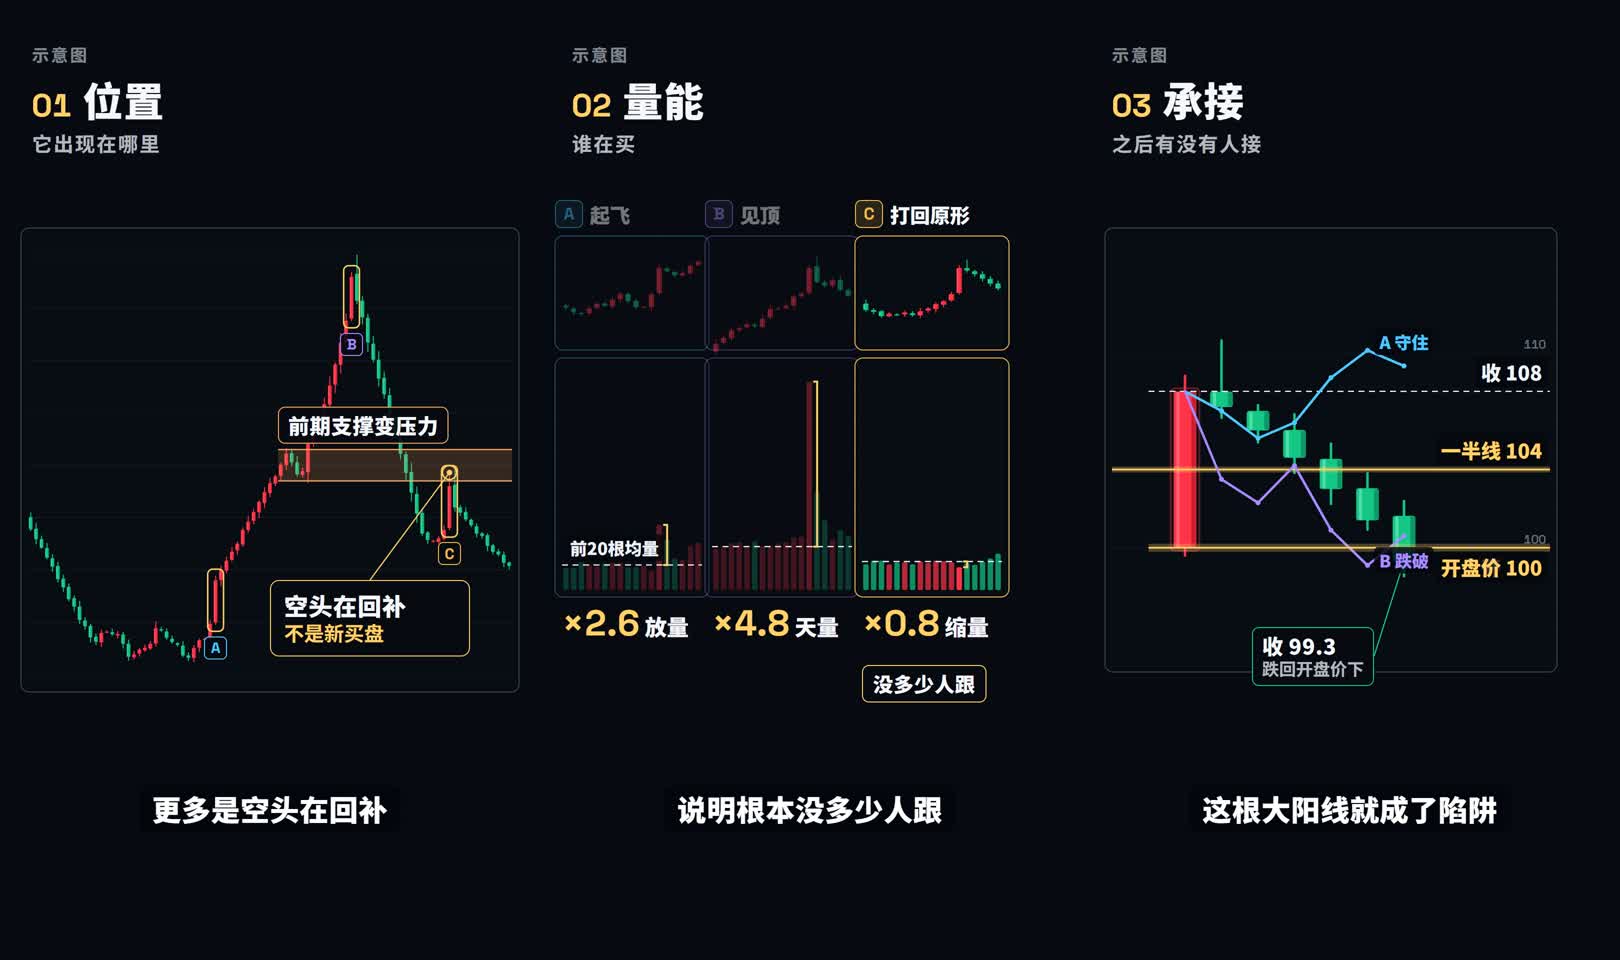 示意图
01 位置
它出现在哪里
B
前期支撑变压力
C
空头在回补
不是新买盘
A
更多是空头在回补
示意图
02 量能
谁在买
A 起飞
B 见顶
C 打回原形
前20根均量
×2.6 放量
×4.8 天量
×0.8 缩量
没多少人跟
说明根本没多少人跟
示意图
03 承接
之后有没有人接
A 守住
110
收 108
一半线 104
100
B 跌破
开盘价 100
收 99.3
跌回开盘价下
这根大阳线就成了陷阱